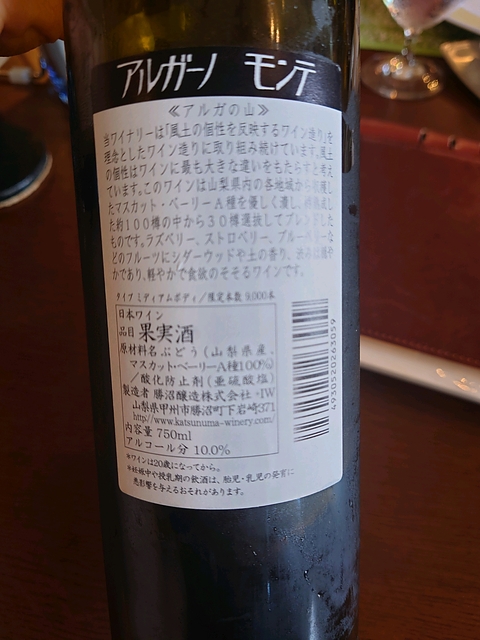 アルガーノ モンテ
≪アルガの山≫
当ワイナリーは「風土の個性を反映するワイン造り」を
理念としたワイン造りに取り組み続けています。風土
の個性はワインに最も大きな違いをもたらすと考え
ています。このワインは山梨県内の各地域から収穫し
たマスカット・ベーリーA種を優しく潰し、樽熟成し
た約100樽の中から30樽選抜してブレンドした
ものです。ラズベリー、ストロベリー、ブルーベリーな
どのフルーツにシダーウッドや土の香り、渋みは穏や
かであり、軽やかで食欲のそそるワインです。
タイプ ミディアムボディ/限定本数 9,000本
日本ワイン
品目 果実酒
原材料名 ぶどう(山梨県産、
マスカット・ベーリーA種100%)
/酸化防止剤(亜硫酸塩)
製造者 勝沼醸造株式会社 +IW
山梨県甲州市勝沼町下岩崎371
http://www.katsunuma-winery.com/
内容量 750ml
アルコール分 10.0%
4930520263059
*ワインは20歳になってから。
*妊娠中や授乳期の飲酒は、胎児・乳児の発育に
悪影響を与えるおそれがあります。